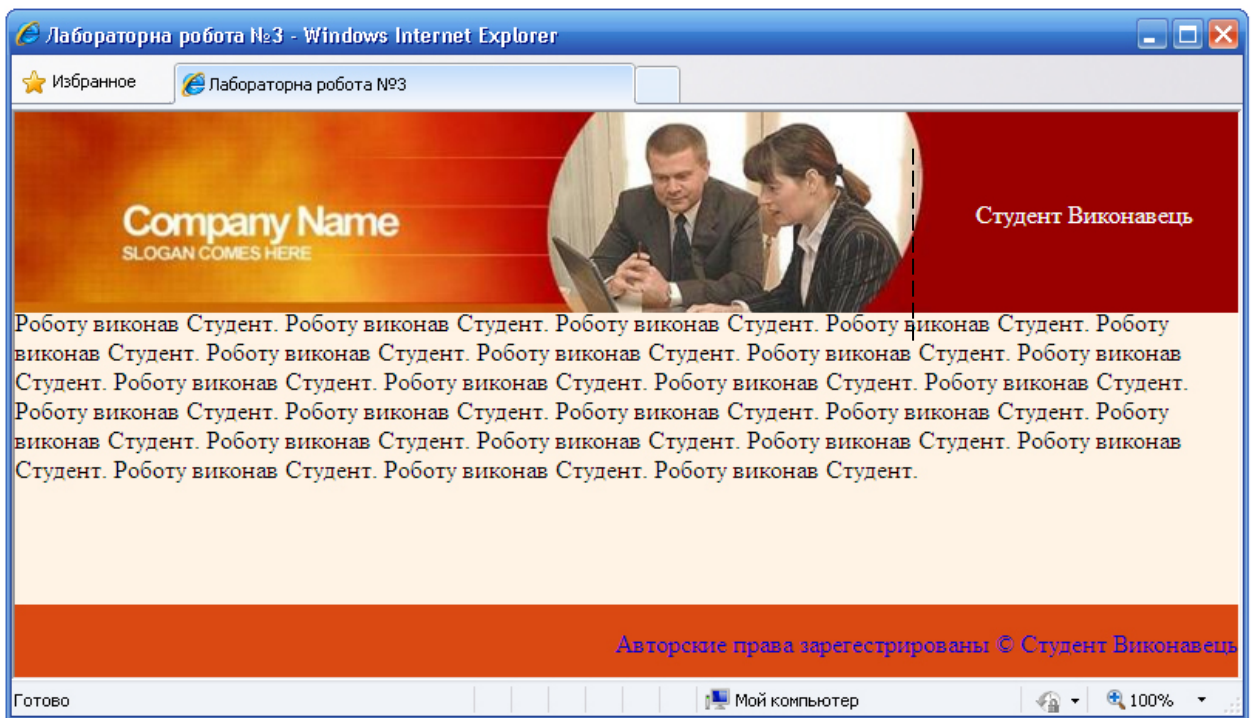 Лабораторна робота №3 - Windows Internet Explorer
Избранное
Лабораторна робота №3
Company Name
SLOGAN COMES HERE
Студент Виконавець
Роботу виконав Студент. Роботу виконав Студент. Роботу виконав Студент. Роботу виконав Студент. Роботу
виконав Студент. Роботу виконав Студент. Роботу виконав Студент. Роботу виконав Студент. Роботу виконав
Студент. Роботу виконав Студент. Роботу виконав Студент. Роботу виконав Студент. Роботу виконав Студент.
Роботу виконав Студент. Роботу виконав Студент. Роботу виконав Студент. Роботу виконав Студент. Роботу
виконав Студент. Роботу виконав Студент. Роботу виконав Студент. Роботу виконав Студент. Роботу виконав
Студент. Роботу виконав Студент. Роботу виконав Студент. Роботу виконав Студент.
Авторские права зарегестрированы © Студент Виконавець
Готово
Мой компьютер
100%